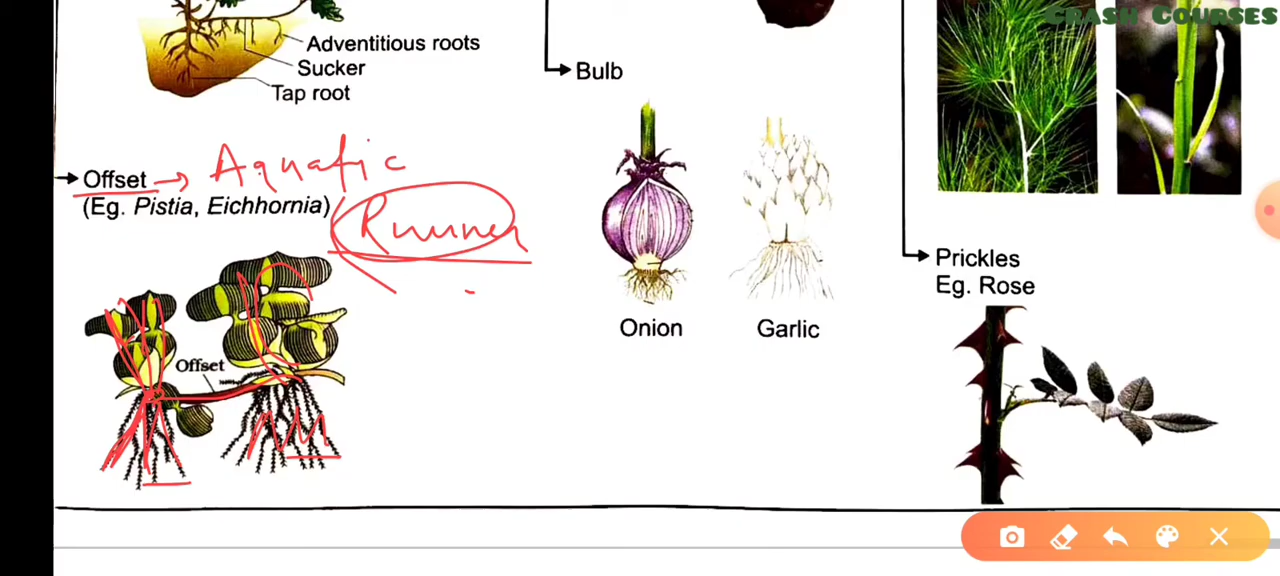 Crash Courses
Adventitious roots
Sucker
Tap root
Offset → Aquatic
(Eg. Pistia, Eichhornia)
Runner
Offset
Bulb
Onion
Garlic
Prickles
Eg. Rose